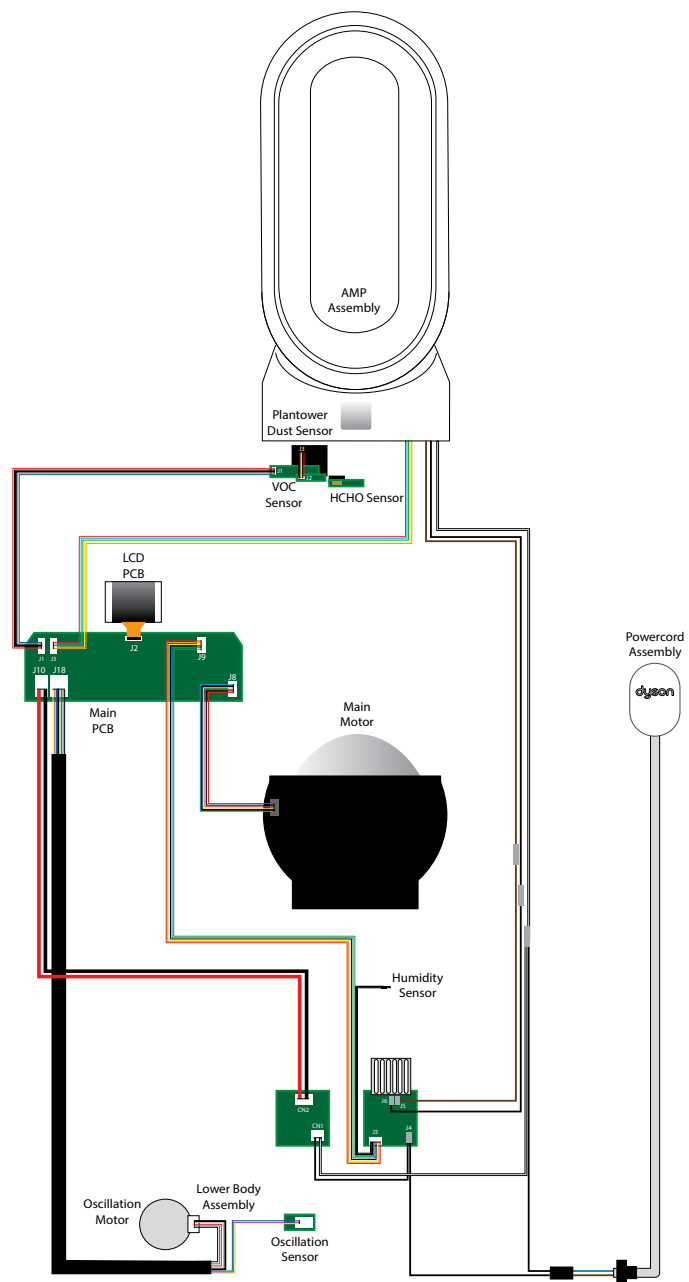 AMP
Assembly
Plantower
Dust Sensor
J3
J1
J2
VOC
Sensor
HCHO Sensor
LCD
PCB
J2
J1
J3
J9
J10
J18
J8
Main
PCB
Main
Motor
Powercord
Assembly
dyson
Humidity
Sensor
CN2
CN1
J6
J5
J3
J4
Lower Body
Assembly
Oscillation
Motor
Oscillation
Sensor